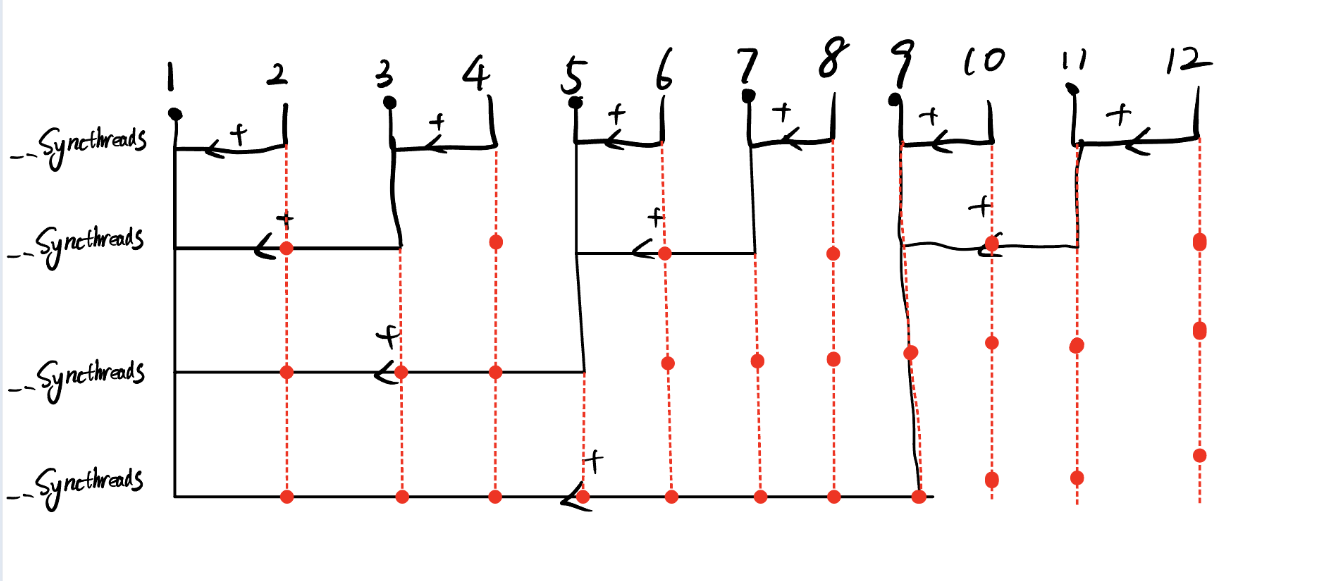 1 2 3 4 5 6 7 8 9 10 11 12
+ + + + + +
__Syncthreads
+ + +
__Syncthreads
+
__Syncthreads
+
__Syncthreads